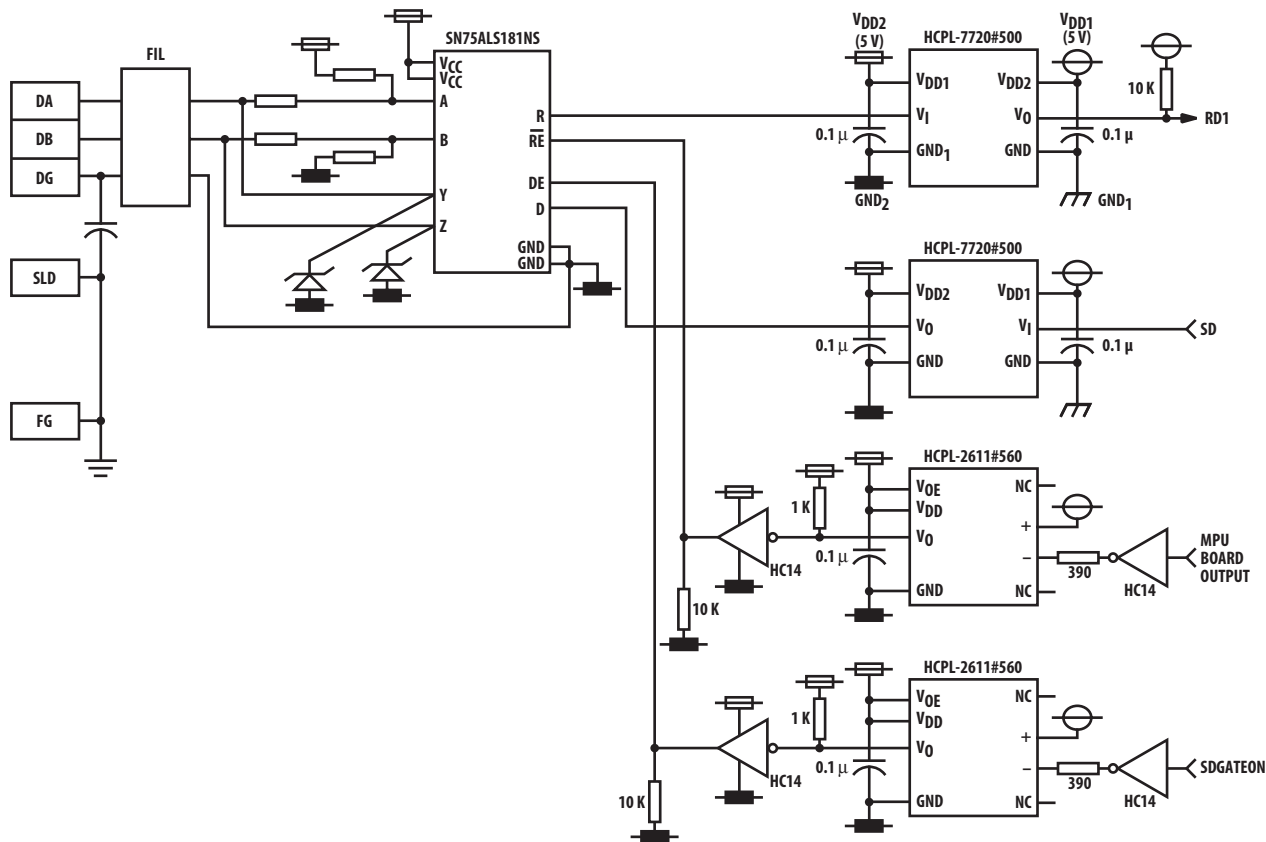 FIL
DA
DB
DG
SLD
FG
SN75ALS181NS
VCC
VCC
A
B
Y
Z
R
RE
DE
D
GND
GND
VDD2
(5 V)
HCPL-7720#500
VDD1
(5 V)
VDD1
VI
GND1
VDD2
VO
GND
0.1 μ
0.1 μ
10 K
RD1
GND2
GND1
HCPL-7720#500
VDD2
VO
GND
VDD1
VI
GND
0.1 μ
0.1 μ
SD
HCPL-2611#560
VOE
VDD
VO
GND
NC
+
–
NC
1 K
0.1 μ
HC14
10 K
390
HC14
MPU
BOARD
OUTPUT
HCPL-2611#560
VOE
VDD
VO
GND
NC
+
–
NC
1 K
0.1 μ
HC14
10 K
390
HC14
SDGATEON